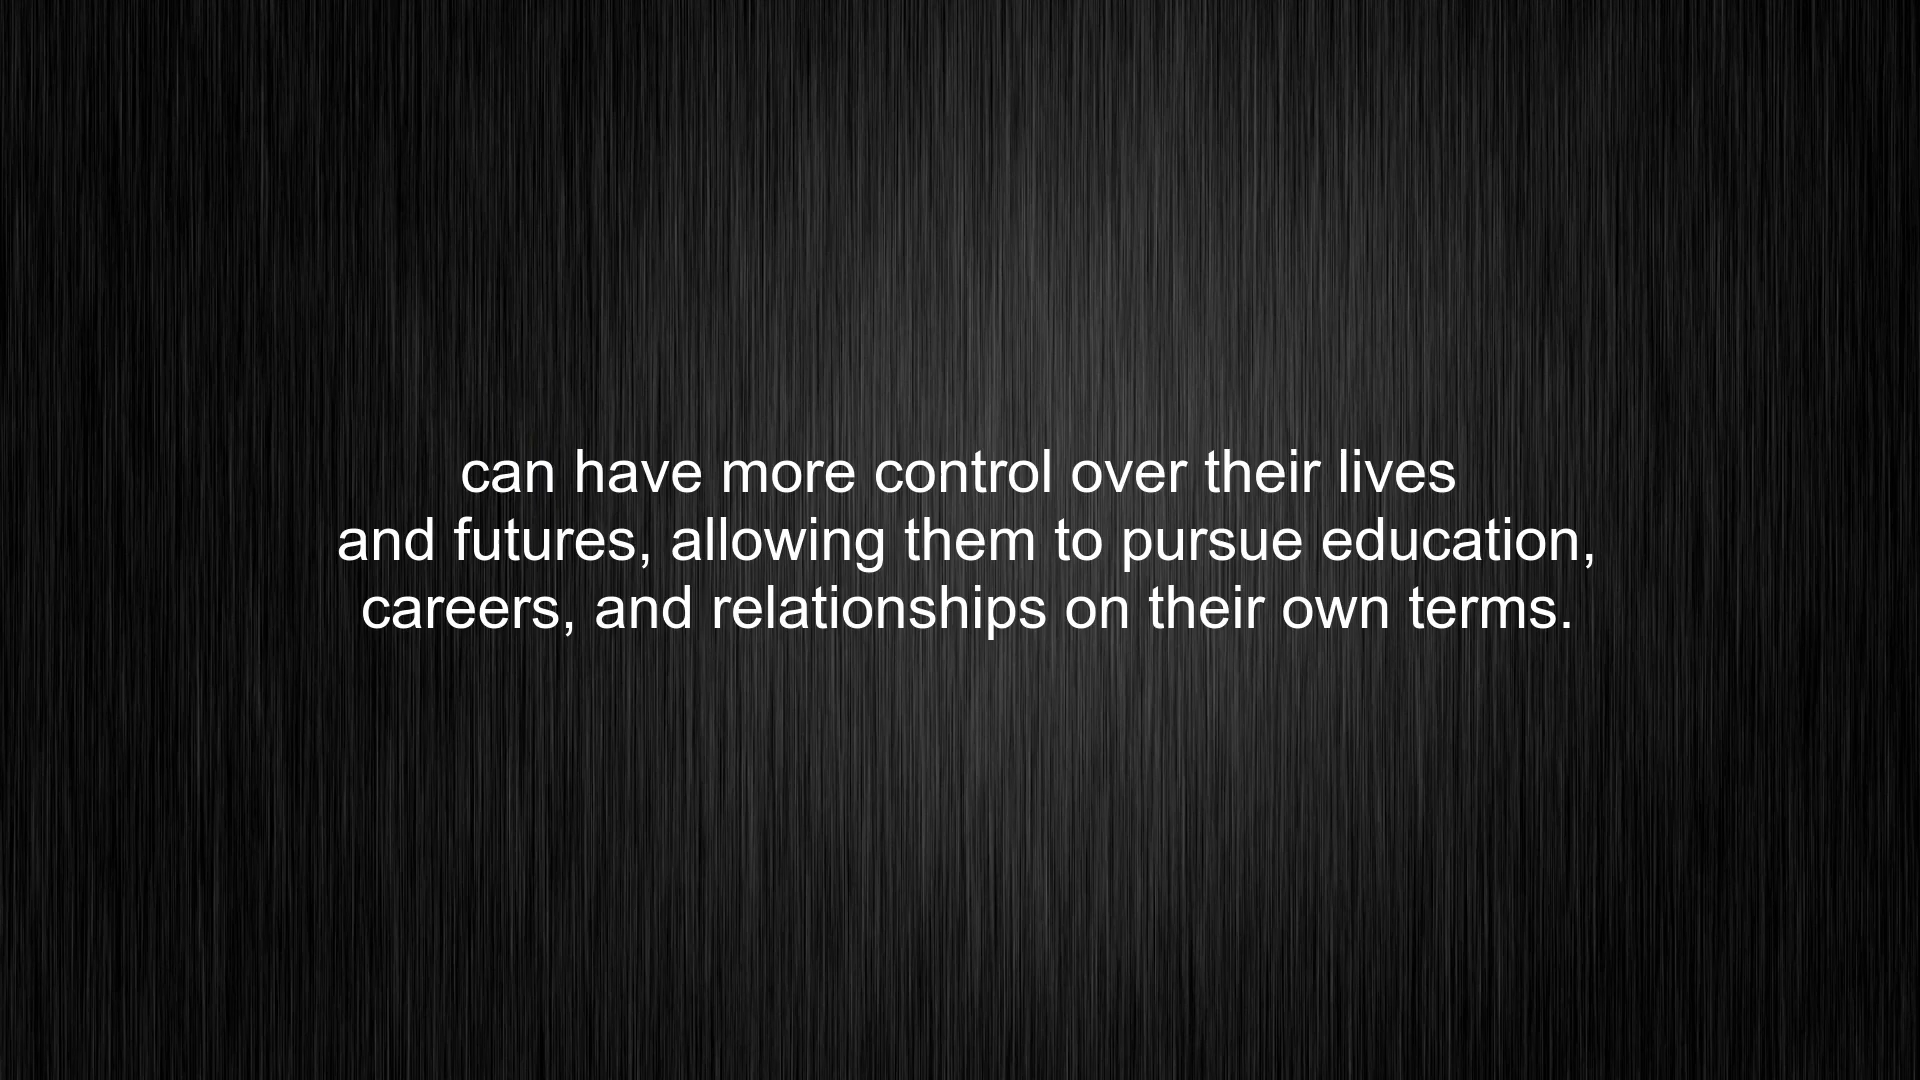 can have more control over their lives
and futures, allowing them to pursue education,
careers, and relationships on their own terms.